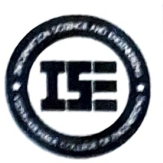 INFORMATION SCIENCE AND ENGINEERING
ISE
COLLEGE OF ENGINEERING